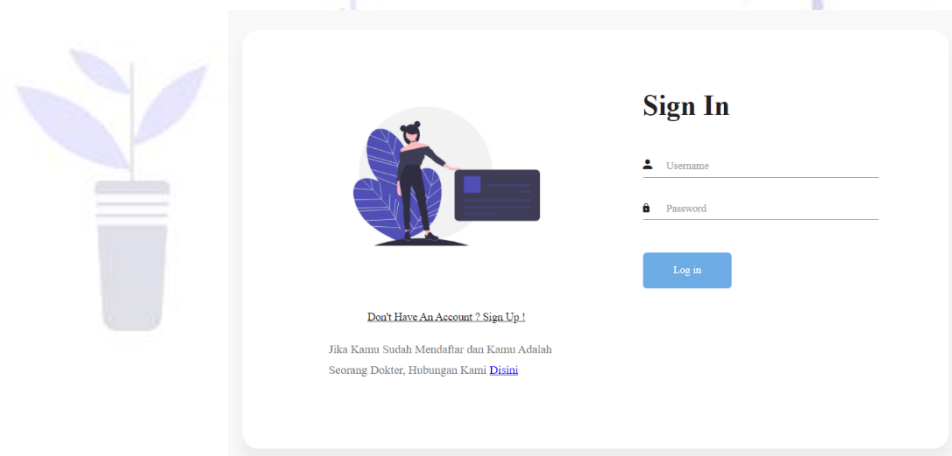 Sign In
Username
Password
Log in
Don't Have An Account ? Sign Up !
Jika Kamu Sudah Mendaftar dan Kamu Adalah
Seorang Dokter, Hubungan Kami Disini